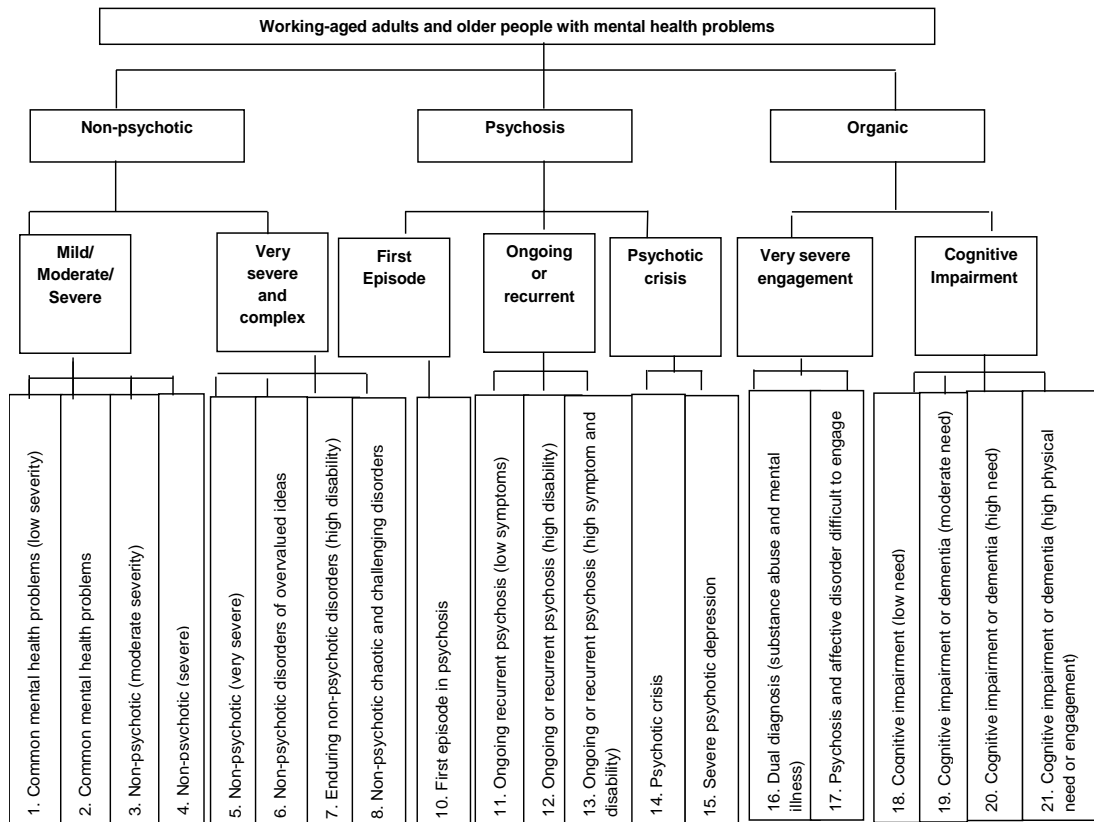 Working-aged adults and older people with mental health problems
Non-psychotic
Psychosis
Organic
Mild/
Moderate/
Severe
Very
severe
and
complex
First
Episode
Ongoing
or
recurrent
Psychotic
crisis
Very severe
engagement
Cognitive
Impairment
1. Common mental health problems (low severity)
2. Common mental health problems
3. Non-psychotic (moderate severity)
4. Non-psychotic (severe)
5. Non-psychotic (very severe)
6. Non-psychotic disorders of overvalued ideas
7. Enduring non-psychotic disorders (high disability)
8. Non-psychotic chaotic and challenging disorders
10. First episode in psychosis
11. Ongoing recurrent psychosis (low symptoms)
12. Ongoing or recurrent psychosis (high disability)
13. Ongoing or recurrent psychosis (high symptom and
disability)
14. Psychotic crisis
15. Severe psychotic depression
16. Dual diagnosis (substance abuse and mental
illness)
17. Psychosis and affective disorder difficult to engage
18. Cognitive impairment (low need)
19. Cognitive impairment or dementia (moderate need)
20. Cognitive impairment or dementia (high need)
21. Cognitive impairment or dementia (high physical
need or engagement)